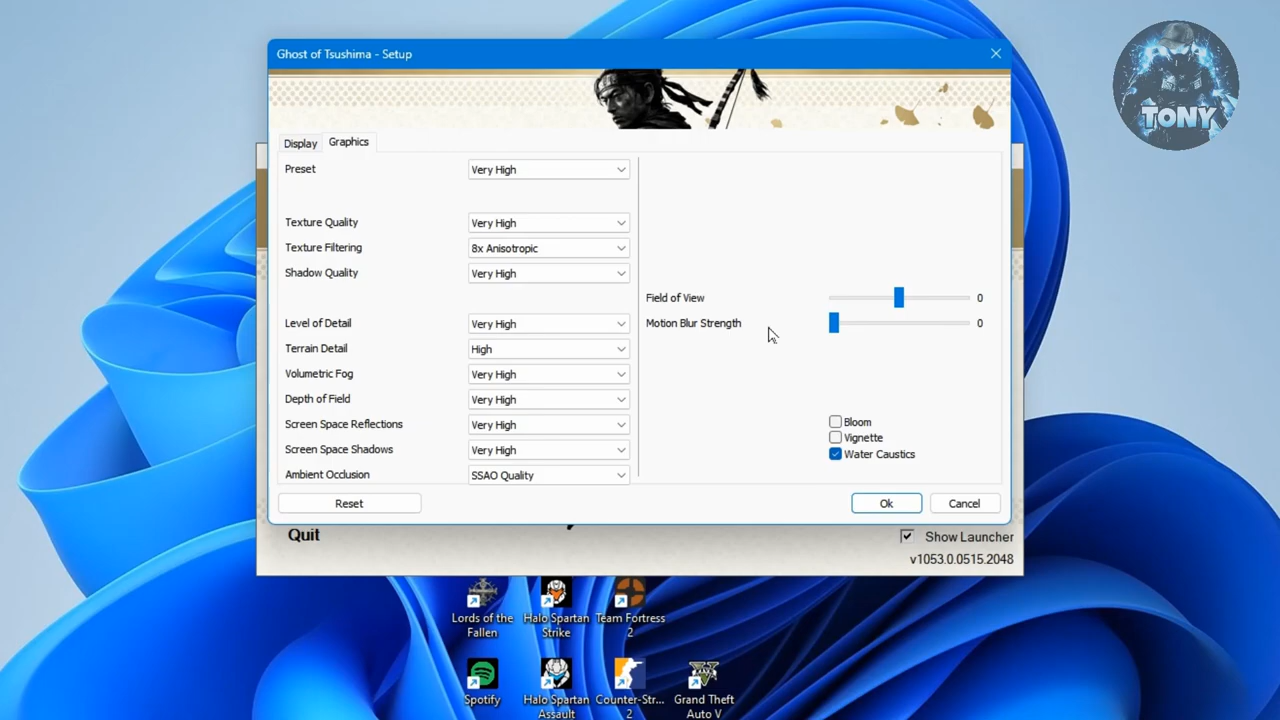 Ghost of Tsushima - Setup
TONY
Display
Graphics
Preset
Very High
Texture Quality
Very High
Texture Filtering
8x Anisotropic
Shadow Quality
Very High
Field of View
0
Level of Detail
Very High
Motion Blur Strength
0
Terrain Detail
High
Volumetric Fog
Very High
Depth of Field
Very High
Screen Space Reflections
Very High
Bloom
Vignette
Screen Space Shadows
Very High
Water Caustics
Ambient Occlusion
SSAO Quality
Reset
Ok
Cancel
Quit
Show Launcher
v1053.0.0515.2048
Lords of the
Fallen
Halo Spartan
Strike
Team Fortress
2
Spotify
Halo Spartan
Assault
Counter-Str...
2
Grand Theft
Auto V